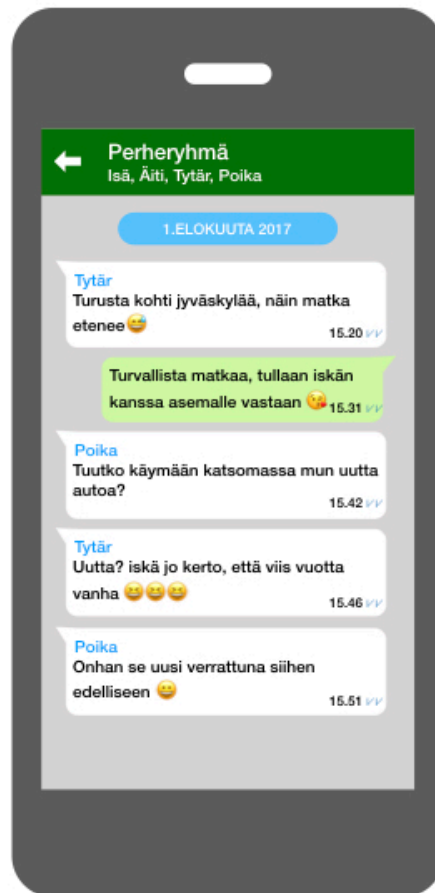 Perheryhmä
Isä, Äiti, Tytär, Poika
1.ELOKUUTA 2017
Tytär
Turusta kohti jyväskylää, näin matka
etenee😅
15.20 ✓✓
Turvallista matkaa, tullaan iskän
kanssa asemalle vastaan 😘
15.31 ✓✓
Poika
Tuutko käymään katsomassa mun uutta
autoa?
15.42 ✓✓
Tytär
Uutta? iskä jo kerto, että viis vuotta
vanha 😆😆😆
15.46 ✓✓
Poika
Onhan se uusi verrattuna siihen
edelliseen 😀
15.51 ✓✓